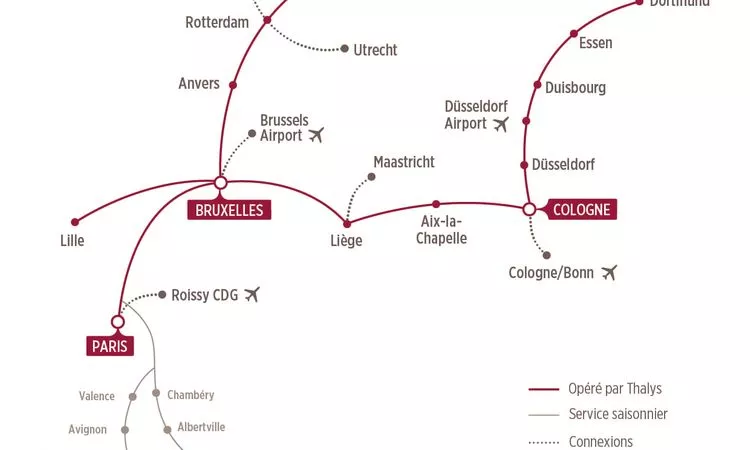 Dortmund
Rotterdam
Essen
Utrecht
Anvers
Duisbourg
Düsseldorf
Airport
Brussels
Airport
Maastricht
Düsseldorf
BRUXELLES
COLOGNE
Lille
Liège
Aix-la-
Chapelle
Cologne/Bonn
Roissy CDG
PARIS
Valence
Chambéry
Opéré par Thalys
Service saisonnier
Avignon
Albertville
Connexions